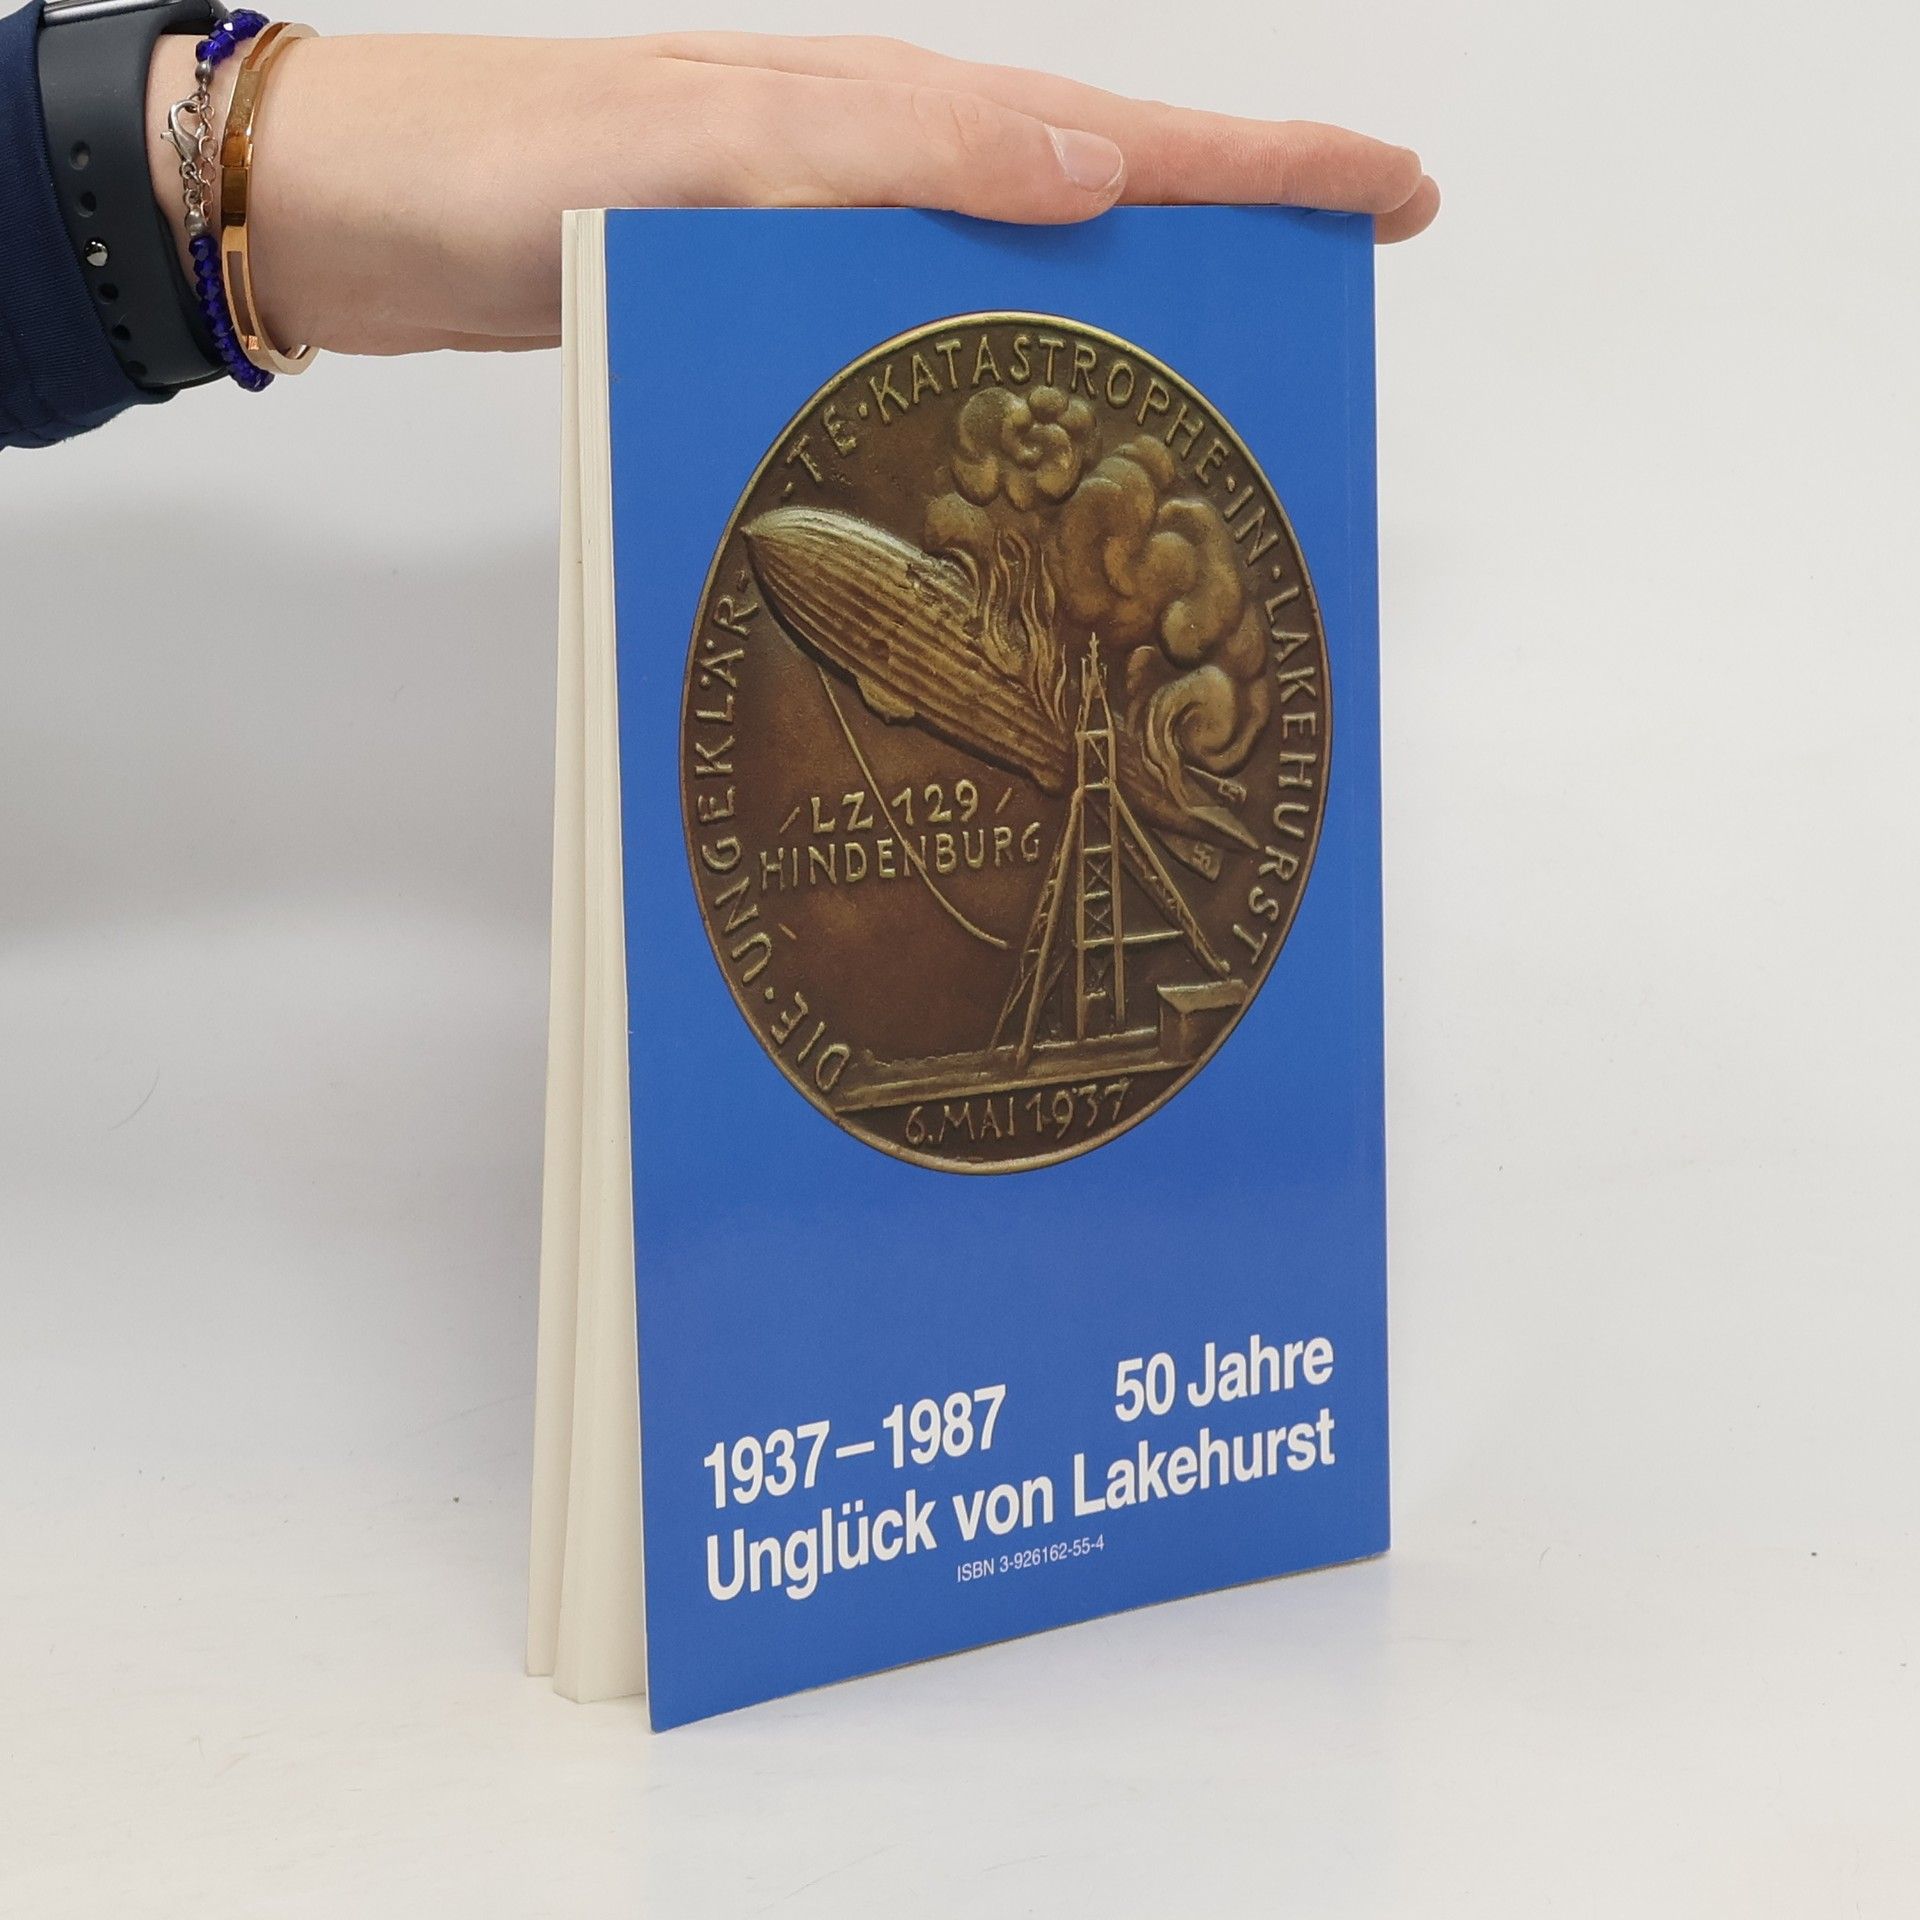 DIE·UNGEKLÄR-
-TE·KATASTROPHE·IN·LAKEHURST
/LZ 129/
HINDENBURG
6.MAI 1937
1937–1987 50 Jahre
Unglück von Lakehurst
ISBN 3-926162-55-4